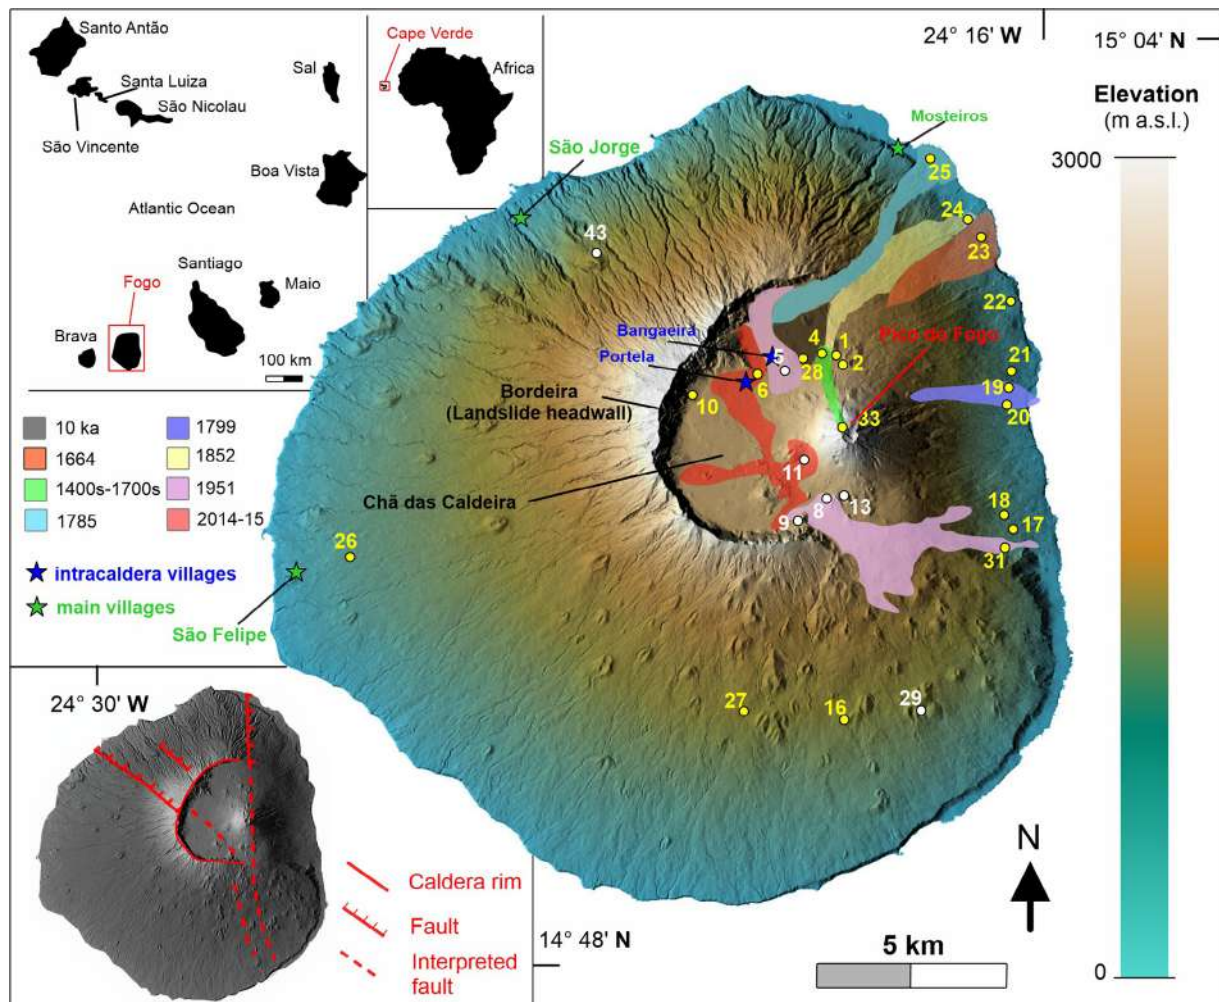 Santo Antão
Santa Luiza
São Nicolau
São Vincente
Sal
Boa Vista
Atlantic Ocean
Santiago
Maio
Fogo
Brava
100 km
Cape Verde
Africa
24° 16' W
15° 04' N
Elevation
(m a.s.l.)
3000
0
10 ka
1664
1400s-1700s
1785
1799
1852
1951
2014-15
intracaldera villages
main villages
São Jorge
Mosteiros
43
25
24
23
22
21
19
20
Bangaeira
Portela
Pico do Fogo
4
1
2
5
28
6
10
33
Bordeira
(Landslide headwall)
Chã das Caldeira
11
8
13
9
18
17
31
26
São Felipe
27
16
29
24° 30' W
Caldera rim
Fault
Interpreted
fault
14° 48' N
5 km
N